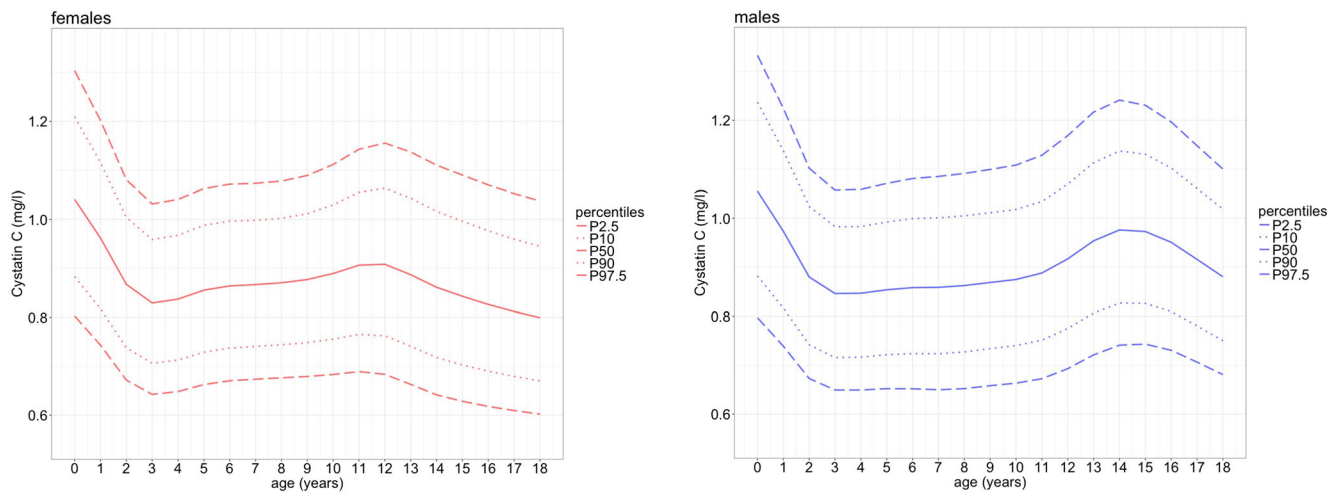 females
Cystatin C (mg/l)
1.2
1.0
0.8
0.6
0 1 2 3 4 5 6 7 8 9 10 11 12 13 14 15 16 17 18
age (years)
percentiles
P2.5
P10
P50
P90
P97.5
males
Cystatin C (mg/l)
1.2
1.0
0.8
0.6
0 1 2 3 4 5 6 7 8 9 10 11 12 13 14 15 16 17 18
age (years)
percentiles
P2.5
P10
P50
P90
P97.5